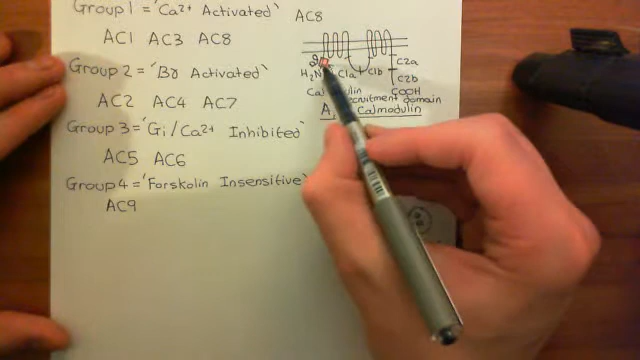 Group 1 = 'Ca2+ Activated'
AC1 AC3 AC8
Group 2 = 'Bγ Activated'
AC2 AC4 AC7
Group 3 = 'Gi/Ca2+ Inhibited'
AC5 AC6
Group 4 = 'Forskolin Insensitive'
AC9
AC8
H2N C1a C1b C2a
C2b
COOH
recruitment domain
Calmodulin